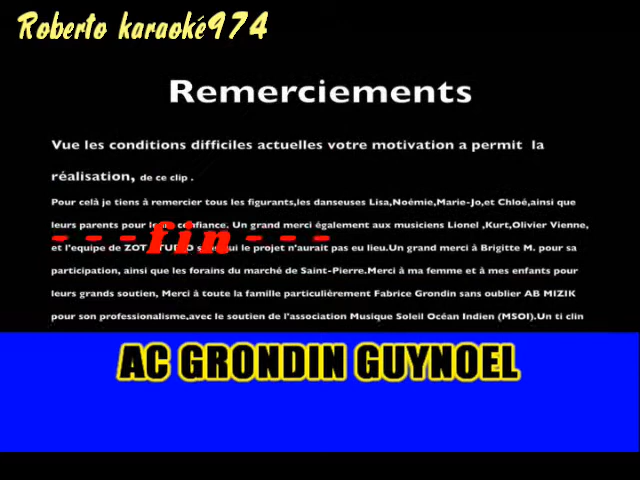 Roberto karaoké974
Remerciements
Vue les conditions difficiles actuelles votre motivation a permit la
réalisation, de ce clip .
Pour celà je tiens à remercier tous les figurants,les danseuses Lisa,Noémie,Marie-Jo,et Chloé,ainsi que
leurs parents pour leur confiance. Un grand merci également aux musiciens Lionel ,Kurt,Olivier Vienne,
- - -fin- - -
et l'equipe de ZOT qui le projet n'aurait pas eu lieu.Un grand merci à Brigitte M. pour sa
participation, ainsi que les forains du marché de Saint-Pierre.Merci à ma femme et à mes enfants pour
leurs grands soutien, Merci à toute la famille particulièrement Fabrice Grondin sans oublier AB MIZIK
pour son professionalisme,avec le soutien de l'association Musique Soleil Océan Indien (MSOI).Un ti clin
AC GRONDIN GUYNOEL